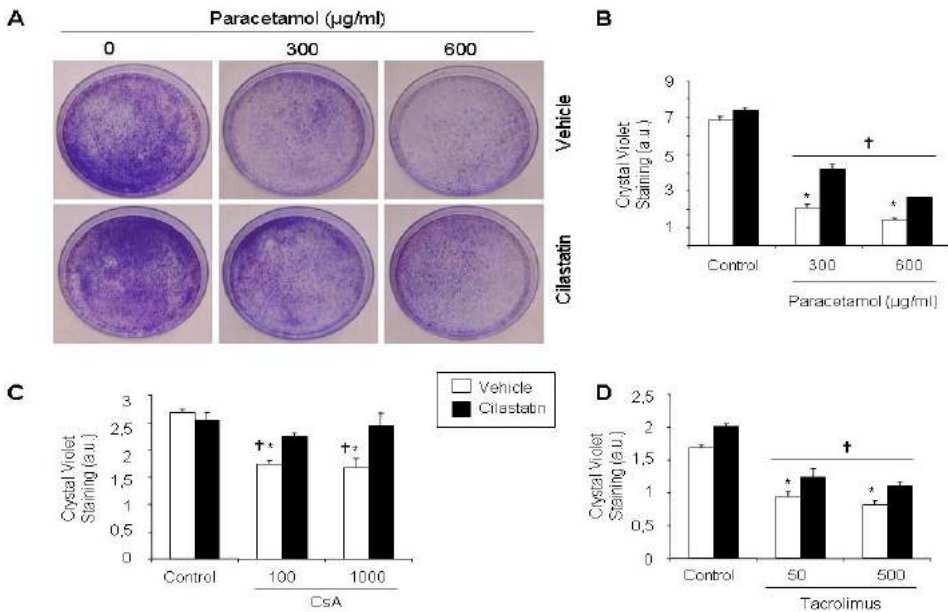 A
Paracetamol (µg/ml)
0 300 600
Vehicle
Cilastatin
B
Crystal Violet
Staining (a.u.)
9
7
5
3
1
†
*
*
Control 300 600
Paracetamol (µg/ml)
C
Crystal Violet
Staining (a.u.)
3
2,5
2
1,5
1
0,5
0
†*
†*
Control 100 1000
CsA
Vehicle
Cilastatin
D
Crystal Violet
Staining (a.u.)
2,5
2
1,5
1
0,5
0
†
*
*
Control 50 500
Tacrolimus